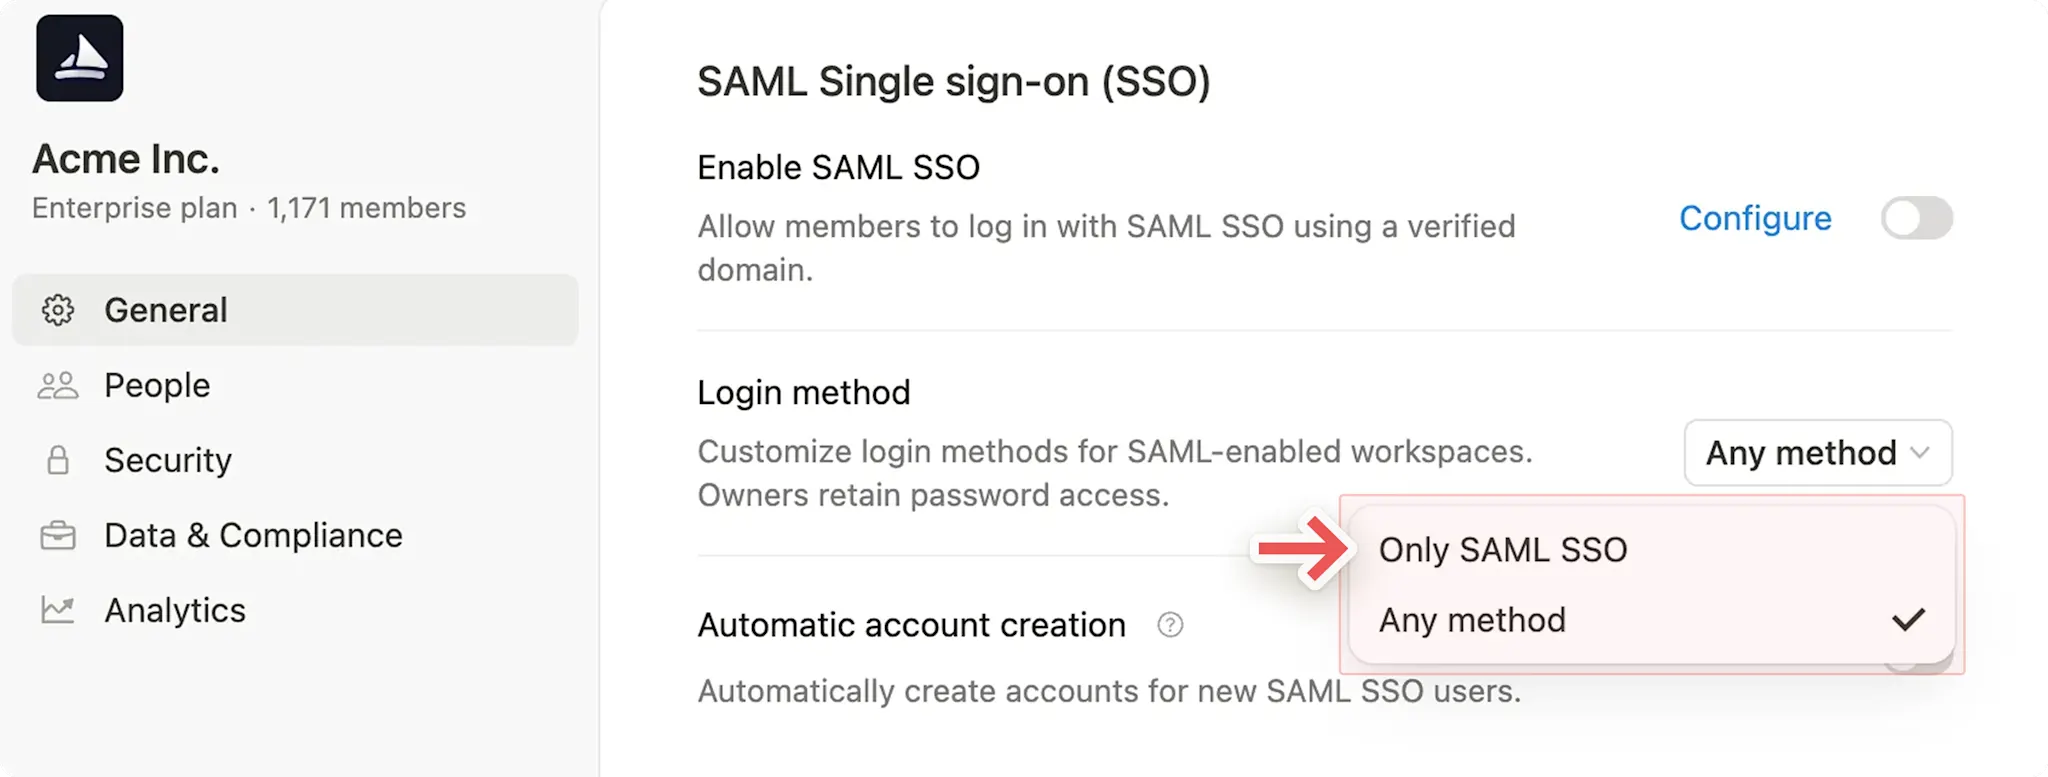 Acme Inc.
Enterprise plan · 1,171 members
General
People
Security
Data & Compliance
Analytics
SAML Single sign-on (SSO)
Enable SAML SSO
Allow members to log in with SAML SSO using a verified
domain.
Configure
Login method
Customize login methods for SAML-enabled workspaces.
Owners retain password access.
Any method
Only SAML SSO
Any method
Automatic account creation ?
Automatically create accounts for new SAML SSO users.